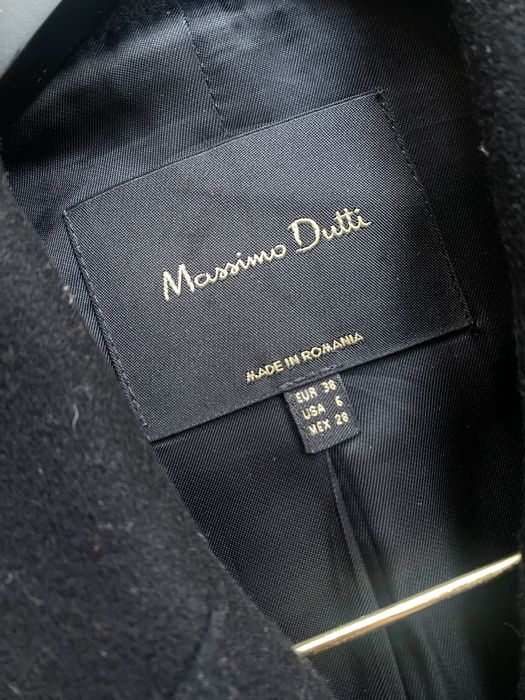 Massimo Dutti
MADE IN ROMANIA
EUR 38
USA 6
MEX 28